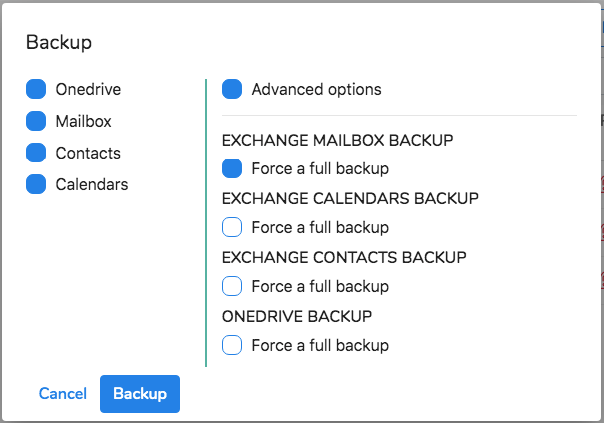 Backup
Onedrive
Mailbox
Contacts
Calendars
Advanced options
EXCHANGE MAILBOX BACKUP
Force a full backup
EXCHANGE CALENDARS BACKUP
Force a full backup
EXCHANGE CONTACTS BACKUP
Force a full backup
ONEDRIVE BACKUP
Force a full backup
Cancel Backup